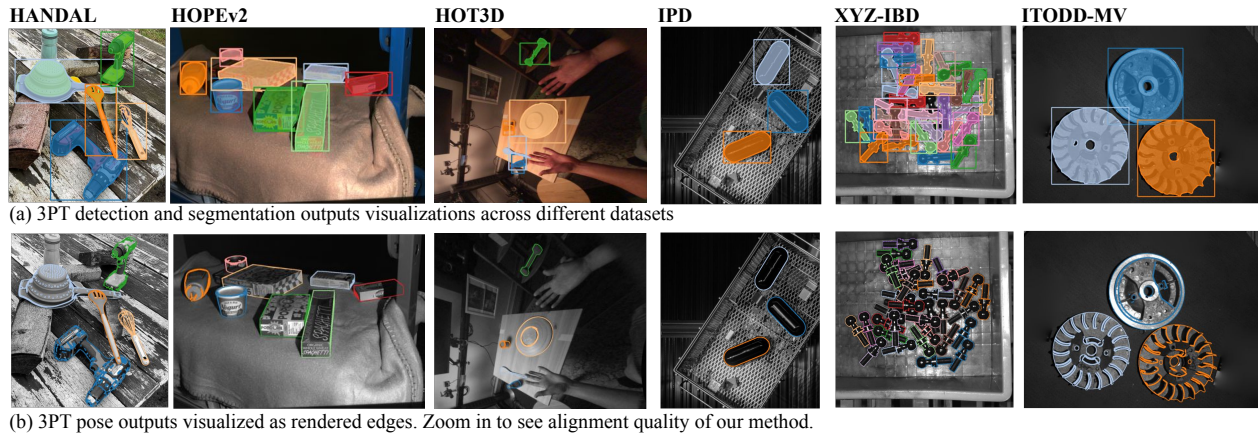 HANDAL HOPEv2 HOT3D IPD XYZ-IBD ITODD-MV
(a) 3PT detection and segmentation outputs visualizations across different datasets
SPAGHETTI
(b) 3PT pose outputs visualized as rendered edges. Zoom in to see alignment quality of our method.